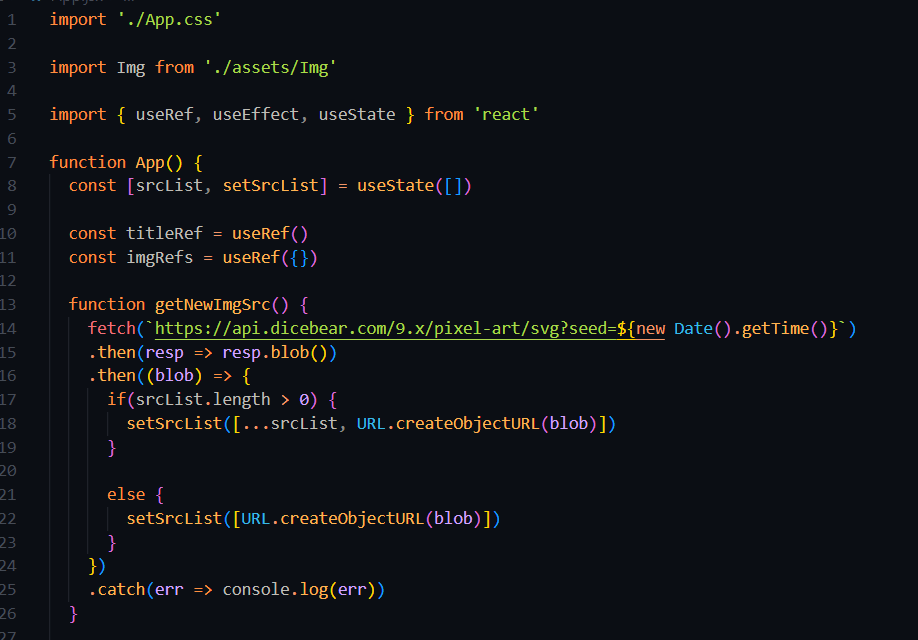 1 import './App.css'
2
3 import Img from './assets/Img'
4
5 import { useRef, useEffect, useState } from 'react'
6
7 function App() {
8 const [srcList, setSrcList] = useState([])
9
10 const titleRef = useRef()
11 const imgRefs = useRef({})
12
13 function getNewImgSrc() {
14 fetch(`https://api.dicebear.com/9.x/pixel-art/svg?seed=${new Date().getTime()}`)
15 .then(resp => resp.blob())
16 .then((blob) => {
17 if(srcList.length > 0) {
18 setSrcList([...srcList, URL.createObjectURL(blob)])
19 }
20
21 else {
22 setSrcList([URL.createObjectURL(blob)])
23 }
24 })
25 .catch(err => console.log(err))
26 }
27